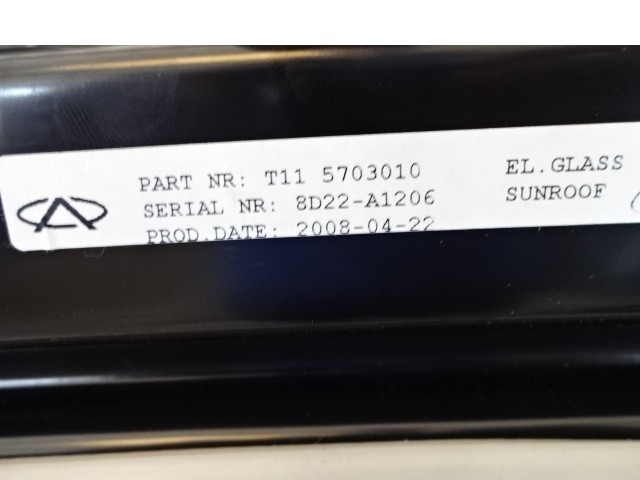 PART NR: T11 5703010 EL.GLASS
SERIAL NR: 8D22-A1206 SUNROOF
PROD.DATE: 2008-04-22